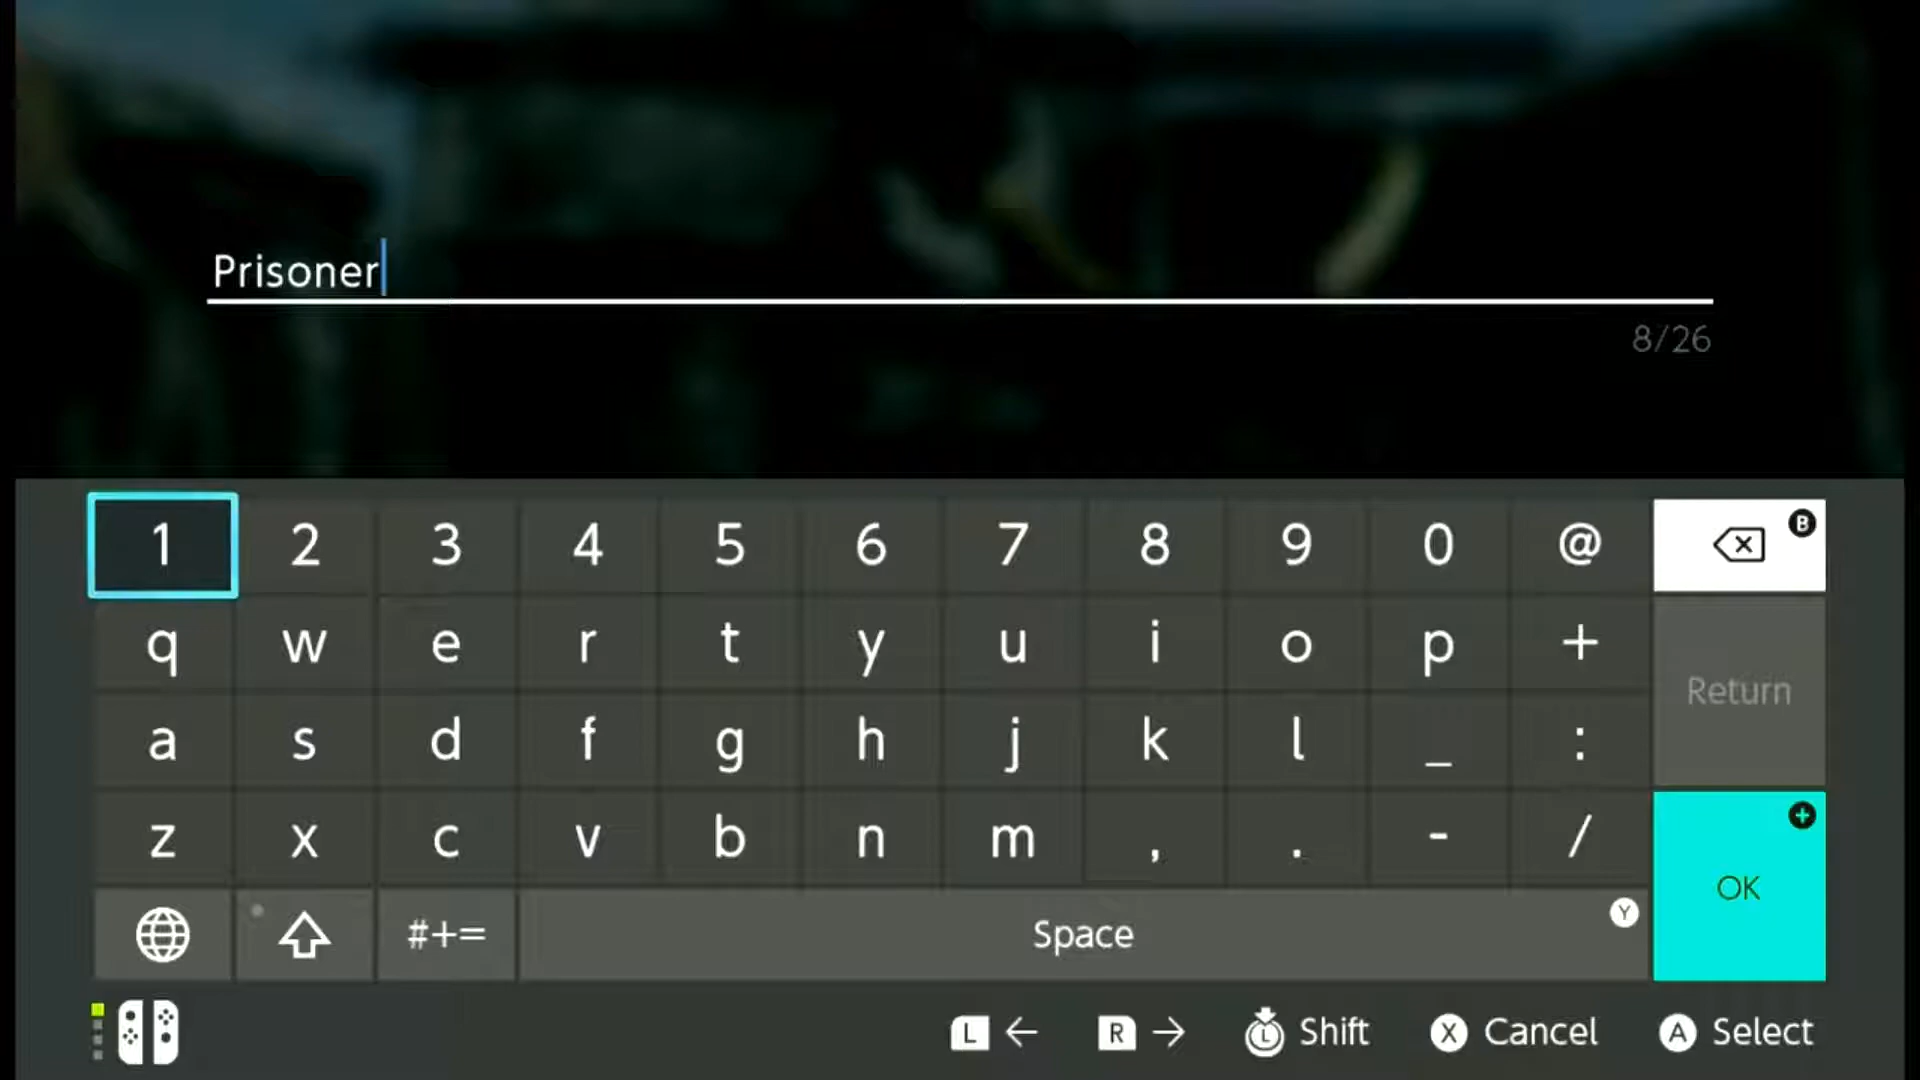 Prisoner
8/26
1 2 3 4 5 6 7 8 9 0 @ B
q w e r t y u i o p +
Return
a s d f g h j k l _ :
z x c v b n m , . - /
OK
#+= Space Y
L ← R → L Shift X Cancel A Select